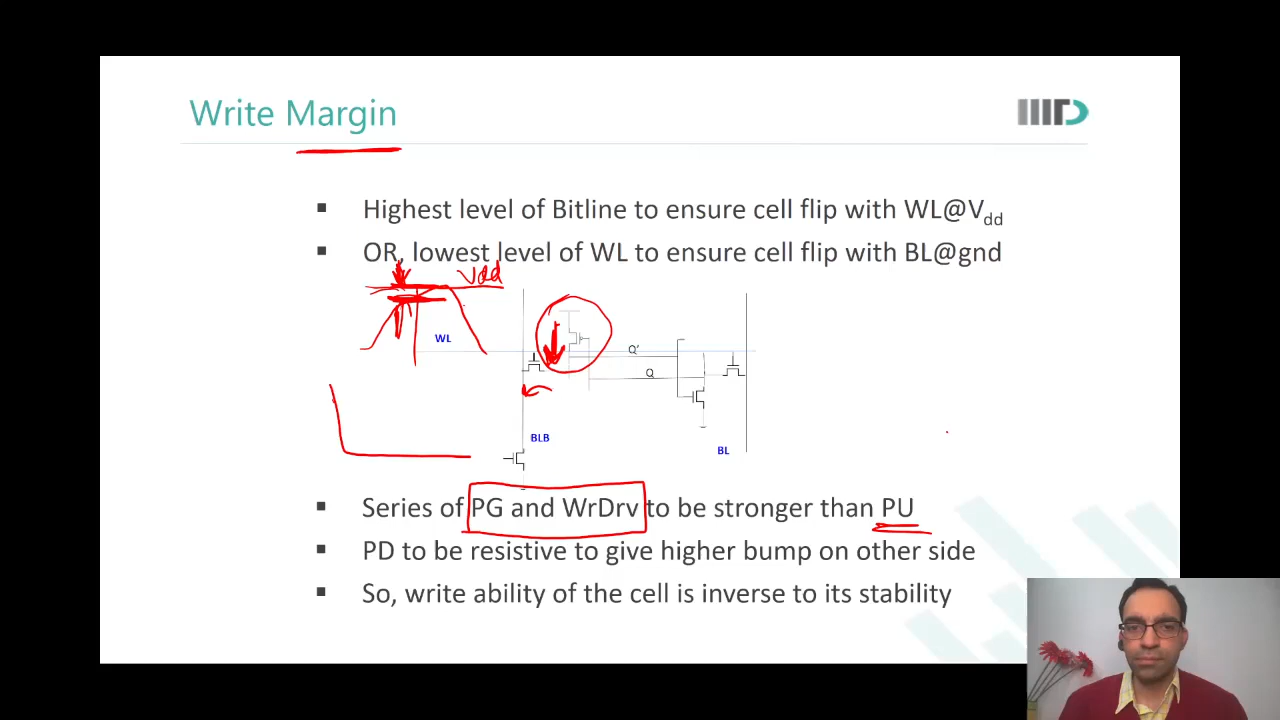 Write Margin
IIITD
Highest level of Bitline to ensure cell flip with WL@Vdd
OR, lowest level of WL to ensure cell flip with BL@gnd
Vdd
WL
Q'
Q
BLB
BL
Series of PG and WrDrv to be stronger than PU
PD to be resistive to give higher bump on other side
So, write ability of the cell is inverse to its stability